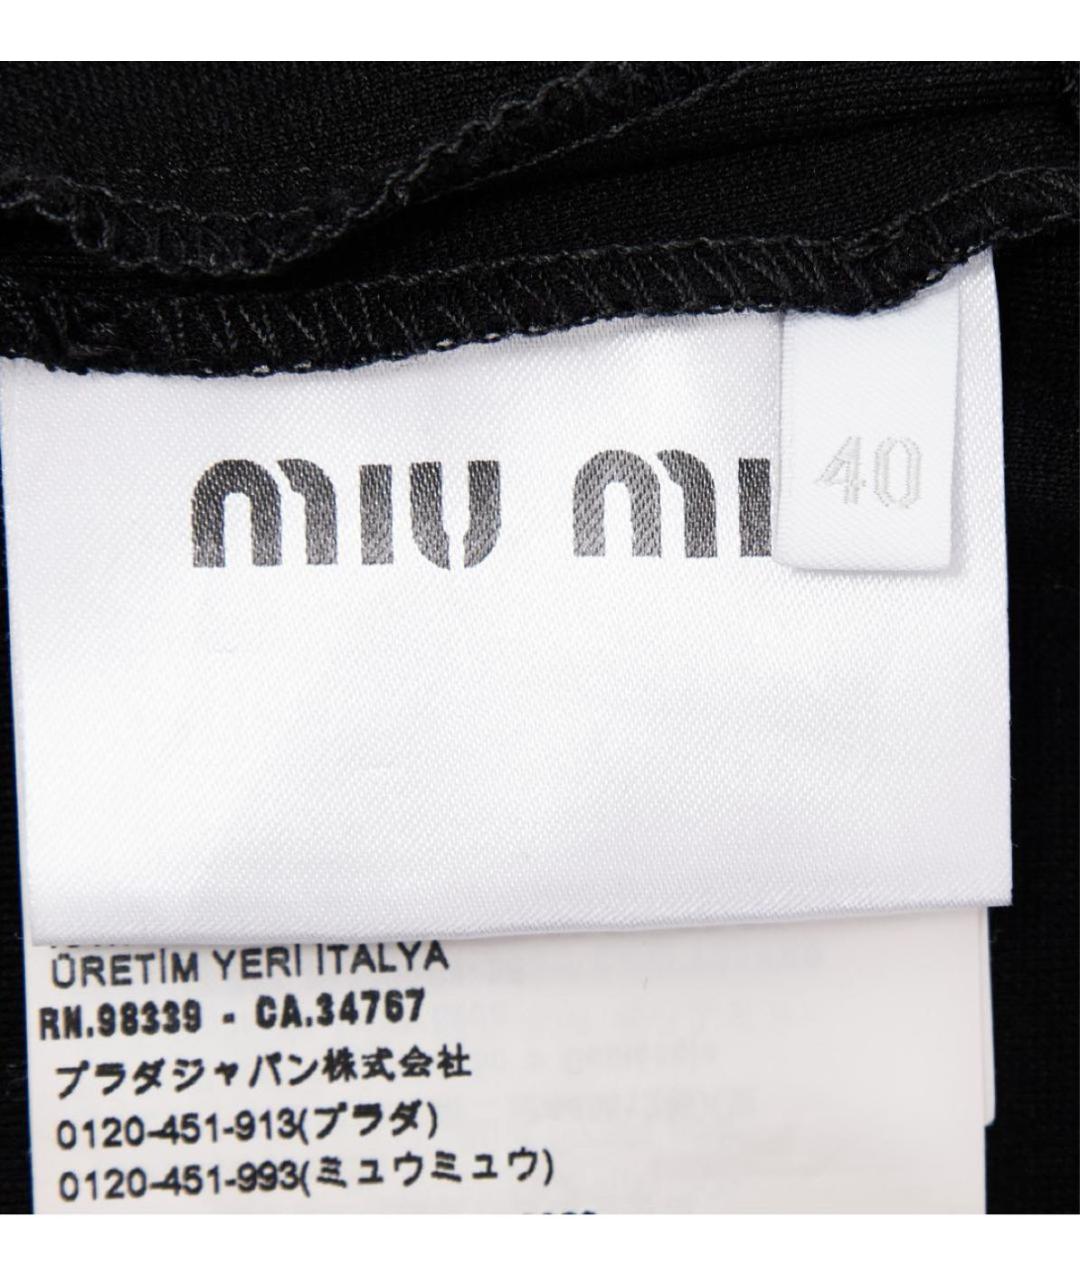 MIU MI
40
ÜRETİM YERİ İTALYA
RN.98339 - CA.34767
プラダジャパン株式会社
0120-451-913(プラダ)
0120-451-993(ミュウミュウ)